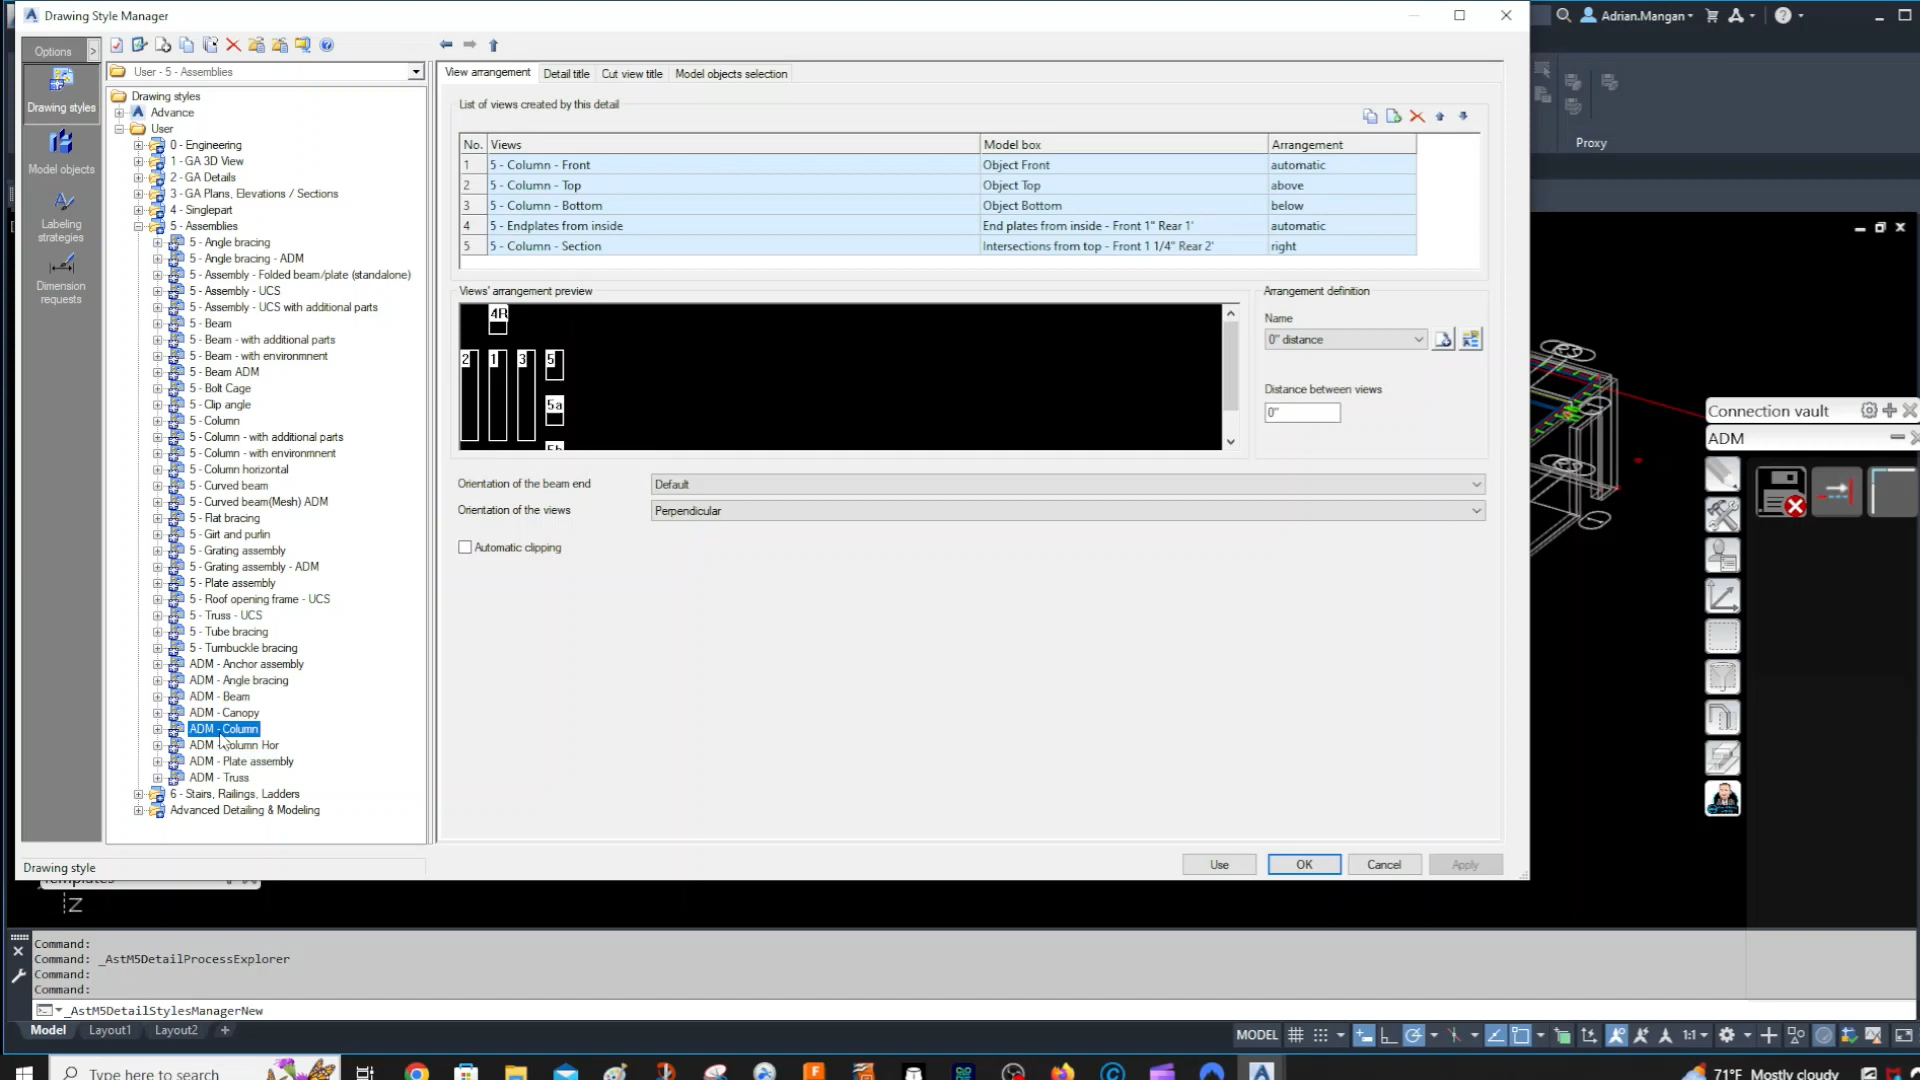 Drawing Style Manager
Adrian.Mangan
Options
Drawing styles
Model objects
Labeling
strategies
Dimension
requests
User - 5 - Assemblies
Drawing styles
Advance
User
0 - Engineering
1 - GA 3D View
2 - GA Details
3 - GA Plans, Elevations / Sections
4 - Singlepart
5 - Assemblies
5 - Angle bracing
5 - Angle bracing - ADM
5 - Assembly - Folded beam/plate (standalone)
5 - Assembly - UCS
5 - Assembly - UCS with additional parts
5 - Beam
5 - Beam - with additional parts
5 - Beam - with environmnent
5 - Beam ADM
5 - Bolt Cage
5 - Clip angle
5 - Column
5 - Column - with additional parts
5 - Column - with environmnent
5 - Column horizontal
5 - Curved beam
5 - Curved beam(Mesh) ADM
5 - Flat bracing
5 - Girt and purlin
5 - Grating assembly
5 - Grating assembly - ADM
5 - Plate assembly
5 - Roof opening frame - UCS
5 - Truss - UCS
5 - Tube bracing
5 - Turnbuckle bracing
ADM - Anchor assembly
ADM - Angle bracing
ADM - Beam
ADM - Canopy
ADM - Column
ADM - Column Hor
ADM - Plate assembly
ADM - Truss
6 - Stairs, Railings, Ladders
Advanced Detailing & Modeling
Drawing style
View arrangement Detail title Cut view title Model objects selection
List of views created by this detail
No. Views Model box Arrangement
1 5 - Column - Front Object Front automatic
2 5 - Column - Top Object Top above
3 5 - Column - Bottom Object Bottom below
4 5 - Endplates from inside End plates from inside - Front 1" Rear 1' automatic
5 5 - Column - Section Intersections from top - Front 1 1/4" Rear 2' right
Views' arrangement preview
4R
2 1 3 5
5a
5b
Arrangement definition
Name
0" distance
Distance between views
0"
Orientation of the beam end Default
Orientation of the views Perpendicular
Automatic clipping
Use OK Cancel Apply
Proxy
Connection vault
ADM
Templates
Z
Command:
Command: _AstM5DetailProcessExplorer
Command:
Command:
_AstM5DetailStylesManagerNew
Model Layout1 Layout2 +
MODEL 1:1
Type here to search
71°F Mostly cloudy